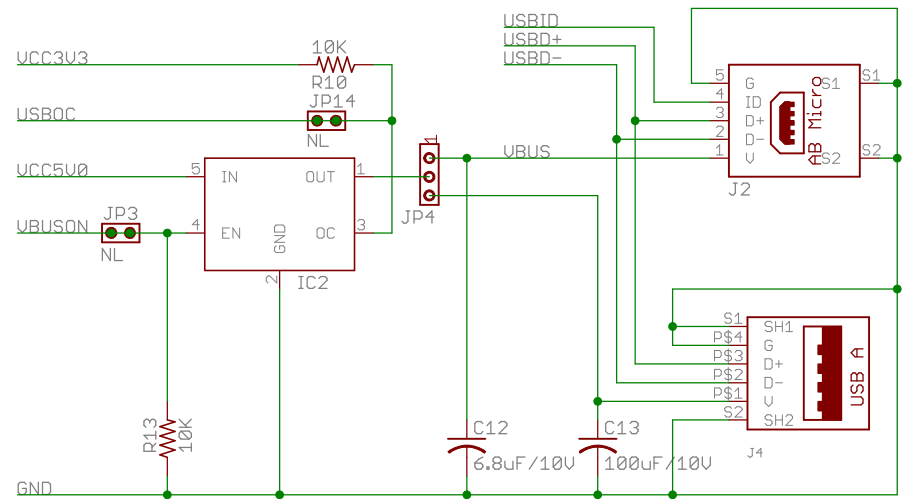 USBID
USBD+
USBD-
10K
VCC3V3
R10
JP14
USBOC
NL
VCC5V0
5
IN
OUT
1
1
VBUS
JP4
JP3
VBUSON
NL
4
EN
GND
OC
3
2
IC2
5
G
S1
S1
4
ID
3
D+
2
D-
1
V
S2
S2
AB Micro
J2
S1
SH1
P$4
G
P$3
D+
P$2
D-
P$1
V
S2
SH2
USB A
J4
R13
10K
C12
6.8uF/10V
C13
100uF/10V
GND